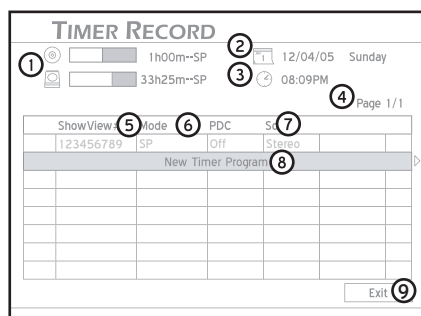 TIMER RECORD
1 1h00m--SP 2 1 12/04/05 Sunday
33h25m--SP 3 08:09PM
4
Page 1/1
ShowView# 5 Mode 6 PDC 7
123456789 SP Off Stereo
New Timer Program 8
Exit 9